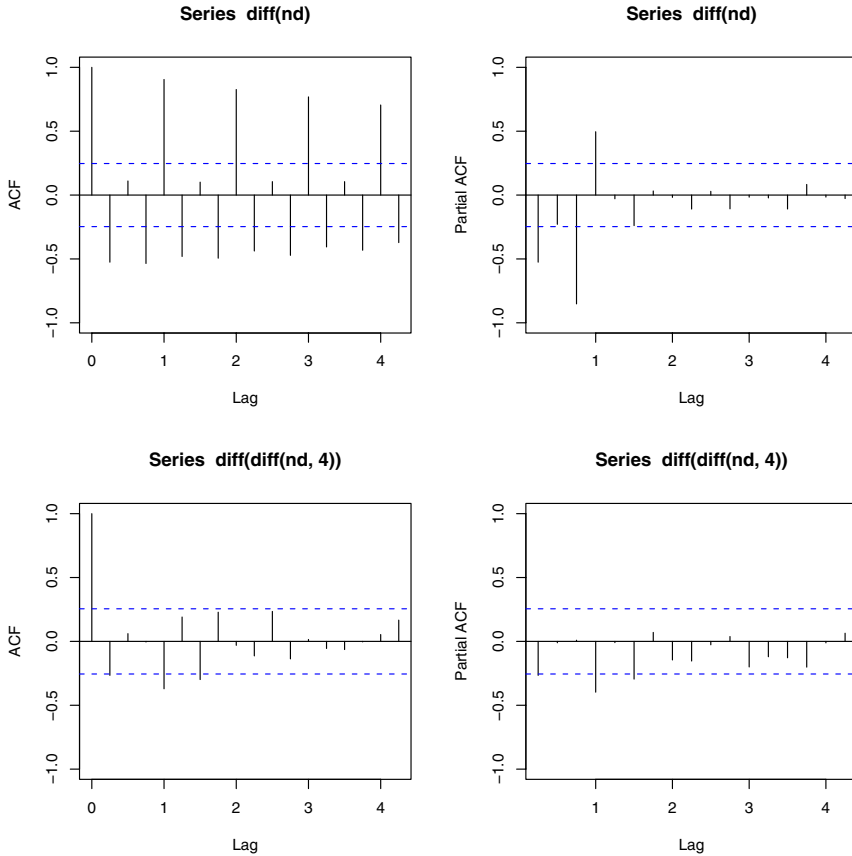 Series diff(nd)
ACF
1.0
0.5
0.0
−0.5
−1.0
0 1 2 3 4
Lag
Series diff(nd)
Partial ACF
1.0
0.5
0.0
−0.5
−1.0
1 2 3 4
Lag
Series diff(diff(nd, 4))
ACF
1.0
0.5
0.0
−0.5
−1.0
0 1 2 3 4
Lag
Series diff(diff(nd, 4))
Partial ACF
1.0
0.5
0.0
−0.5
−1.0
1 2 3 4
Lag